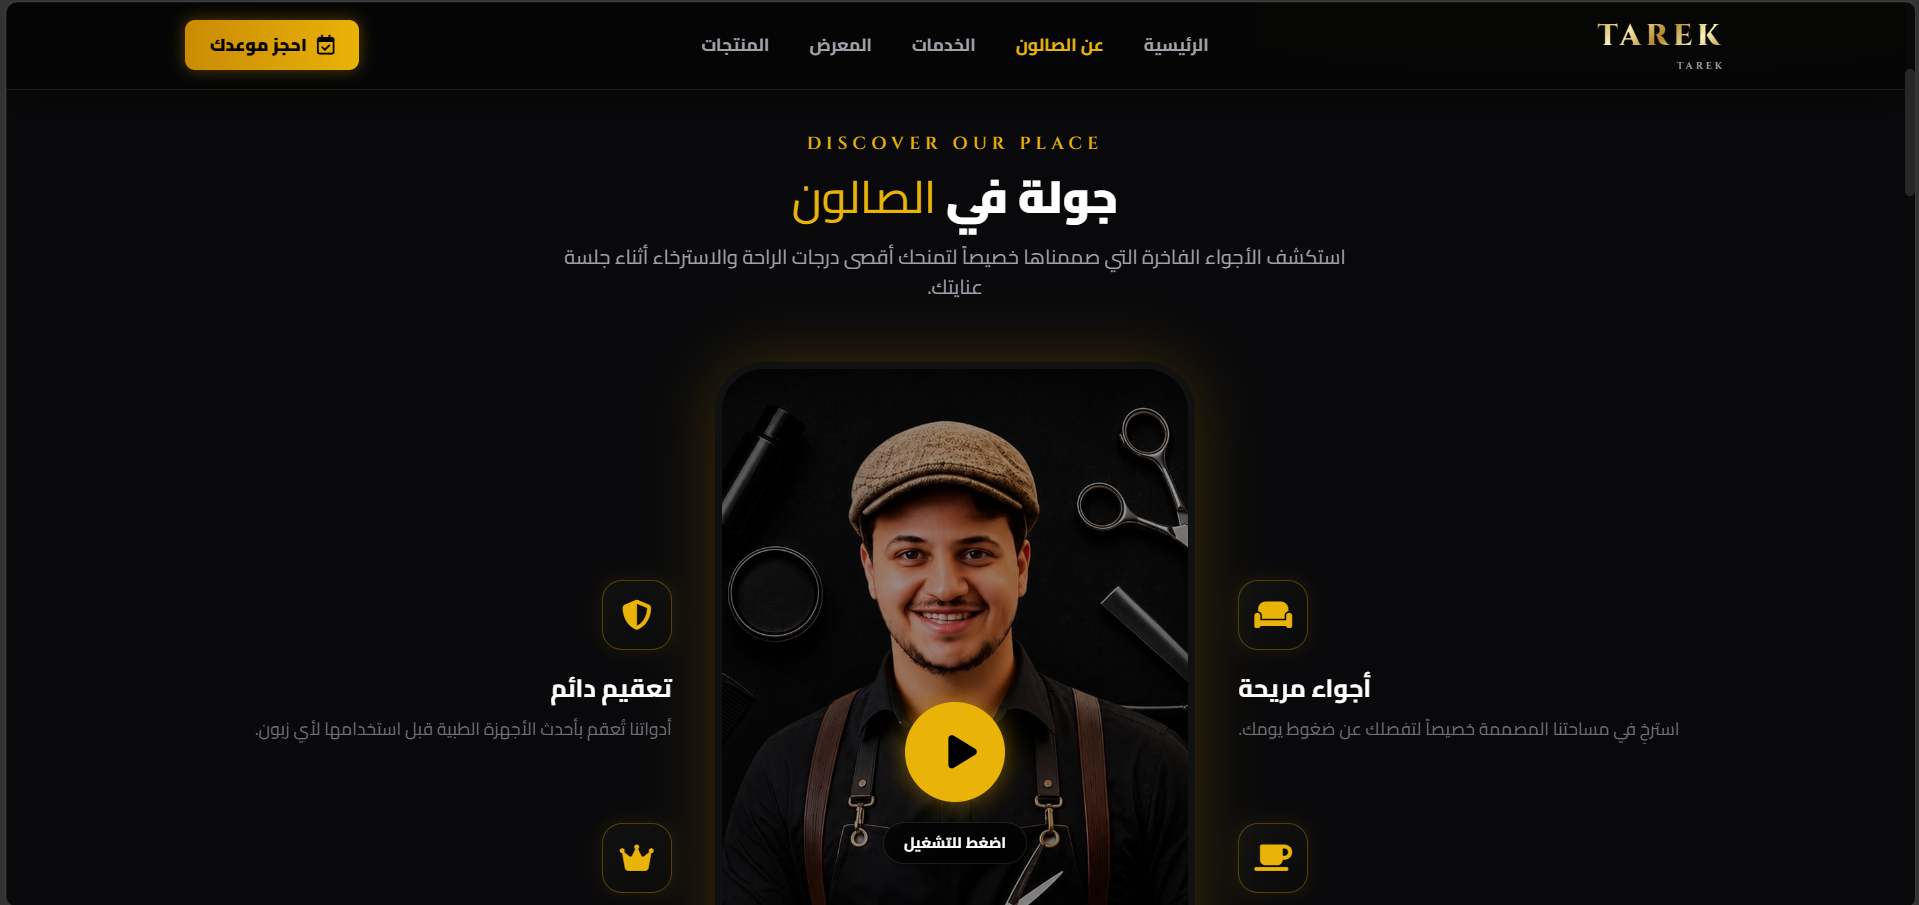 TAREK
TAREK
الرئيسية
عن الصالون
الخدمات
المعرض
المنتجات
احجز موعدك
DISCOVER OUR PLACE
جولة في الصالون
استكشف الأجواء الفاخرة التي صممناها خصيصاً لتمنحك أقصى درجات الراحة والاسترخاء أثناء جلسة
عنايتك.
أجواء مريحة
استرخِ في مساحتنا المصممة خصيصاً لتفصلك عن ضغوط يومك.
تعقيم دائم
أدواتنا تُعقم بأحدث الأجهزة الطبية قبل استخدامها لأي زبون.
اضغط للتشغيل